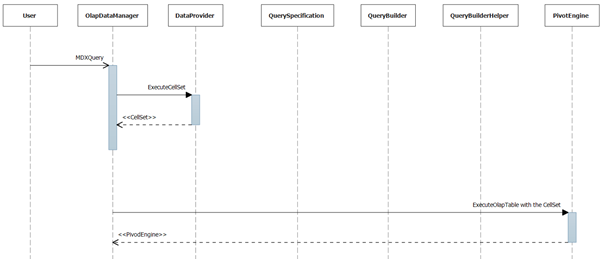 User OlapDataManager DataProvider QuerySpecification QueryBuilder QueryBuilderHelper PivotEngine
MDXQuery
ExecuteCellSet
<<CellSet>>
ExecuteOlapTable with the CellSet
<<PivodEngine>>